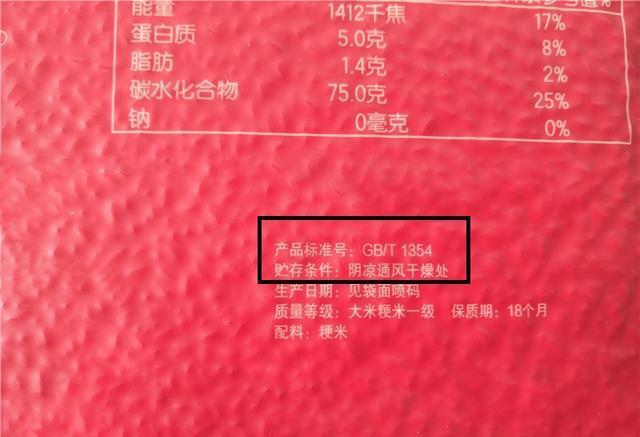 能量 1412千焦 17%
蛋白质 5.0克 8%
脂肪 1.4克 2%
碳水化合物 75.0克 25%
钠 0毫克 0%
产品标准号：GB/T 1354
贮存条件：阴凉通风干燥处
生产日期：见袋面喷码
质量等级：大米粳米一级 保质期：18个月
配料：粳米